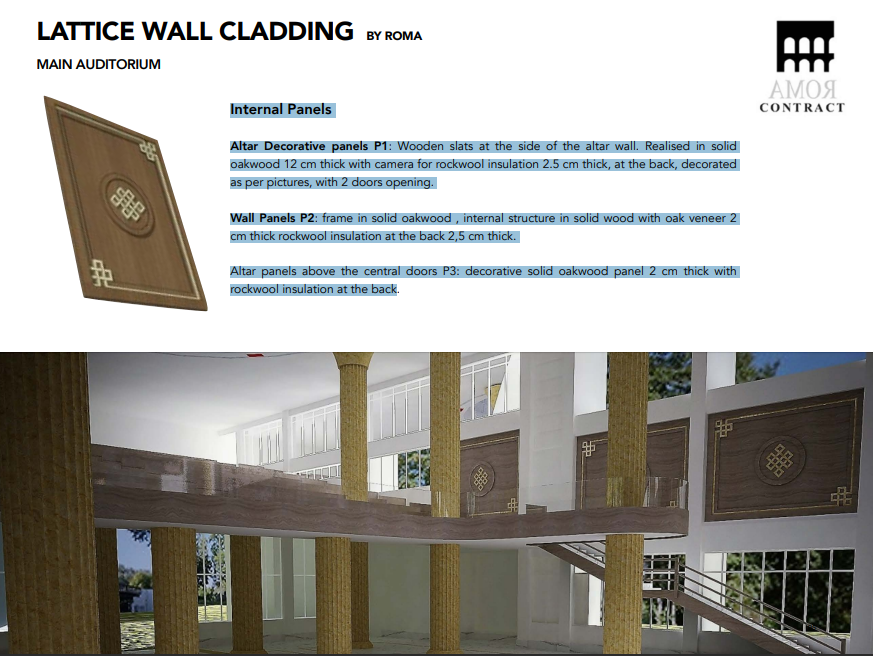 LATTICE WALL CLADDING BY ROMA
MAIN AUDITORIUM
AMOЯ
CONTRACT
Internal Panels
Altar Decorative panels P1: Wooden slats at the side of the altar wall. Realised in solid
oakwood 12 cm thick with camera for rockwool insulation 2.5 cm thick, at the back, decorated
as per pictures, with 2 doors opening.
Wall Panels P2: frame in solid oakwood , internal structure in solid wood with oak veneer 2
cm thick rockwool insulation at the back 2,5 cm thick.
Altar panels above the central doors P3: decorative solid oakwood panel 2 cm thick with
rockwool insulation at the back.